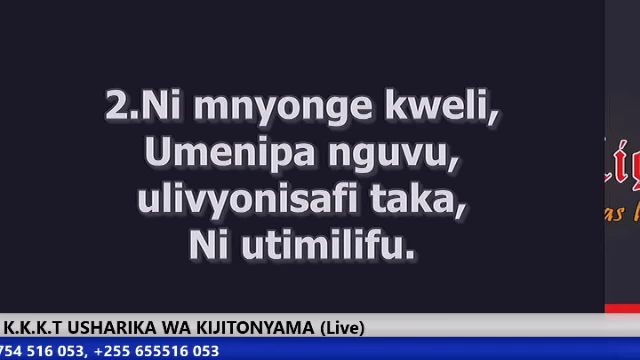 2.Ni mnyonge kweli,
Umenipa nguvu,
ulivyonisafi taka,
Ni utimilifu.
K.K.K.T USHARIKA WA KIJITONYAMA (Live)
754 516 053, +255 655516 053